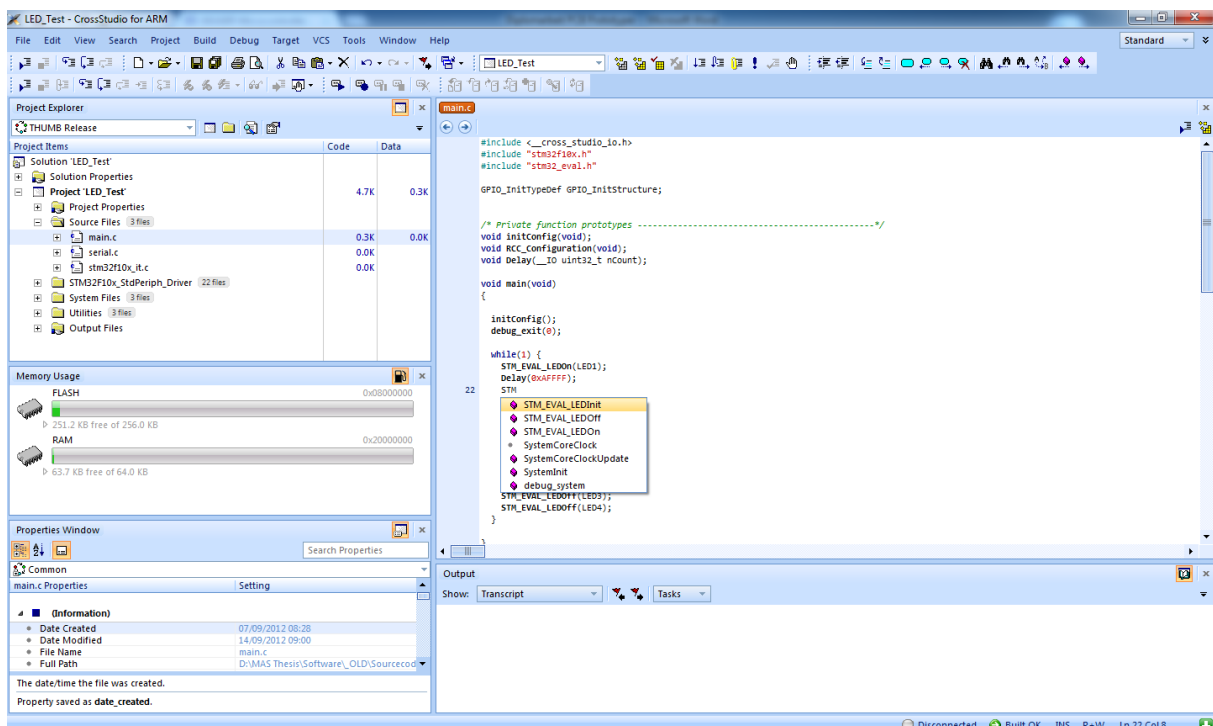 LED_Test - CrossStudio for ARM
File Edit View Search Project Build Debug Target VCS Tools Window Help
Standard
LED_Test
Project Explorer
THUMB Release
Project Items Code Data
Solution 'LED_Test'
Solution Properties
Project 'LED_Test' 4.7K 0.3K
Project Properties
Source Files 3 files
main.c 0.3K 0.0K
serial.c 0.0K
stm32f10x_it.c 0.0K
STM32F10x_StdPeriph_Driver 22 files
System Files 3 files
Utilities 3 files
Output Files
Memory Usage
FLASH 0x08000000
251.2 KB free of 256.0 KB
RAM 0x20000000
63.7 KB free of 64.0 KB
Properties Window
Search Properties
Common
main.c Properties Setting
(Information)
Date Created 07/09/2012 08:28
Date Modified 14/09/2012 09:00
File Name main.c
Full Path D:\MAS Thesis\Software\_OLD\Sourcecod
The date/time the file was created.
Property saved as date_created.
main.c
#include <__cross_studio_io.h>
#include "stm32f10x.h"
#include "stm32_eval.h"
GPIO_InitTypeDef GPIO_InitStructure;
/* Private function prototypes -----------------------------------------------*/
void initConfig(void);
void RCC_Configuration(void);
void Delay(__IO uint32_t nCount);
void main(void)
{
initConfig();
debug_exit(0);
while(1) {
STM_EVAL_LEDOn(LED1);
Delay(0xAFFFF);
22 STM
STM_EVAL_LEDInit
STM_EVAL_LEDOff
STM_EVAL_LEDOn
SystemCoreClock
SystemCoreClockUpdate
SystemInit
debug_system
STM_EVAL_LEDOff(LED3);
STM_EVAL_LEDOff(LED4);
}
}
Output
Show: Transcript Tasks
Disconnected Built OK INS R+W Ln 22 Col 8